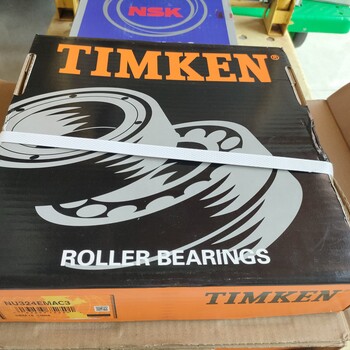 NSK
TIMKEN®
ROLLER BEARINGS
NU324EMAC3
TIMKEN